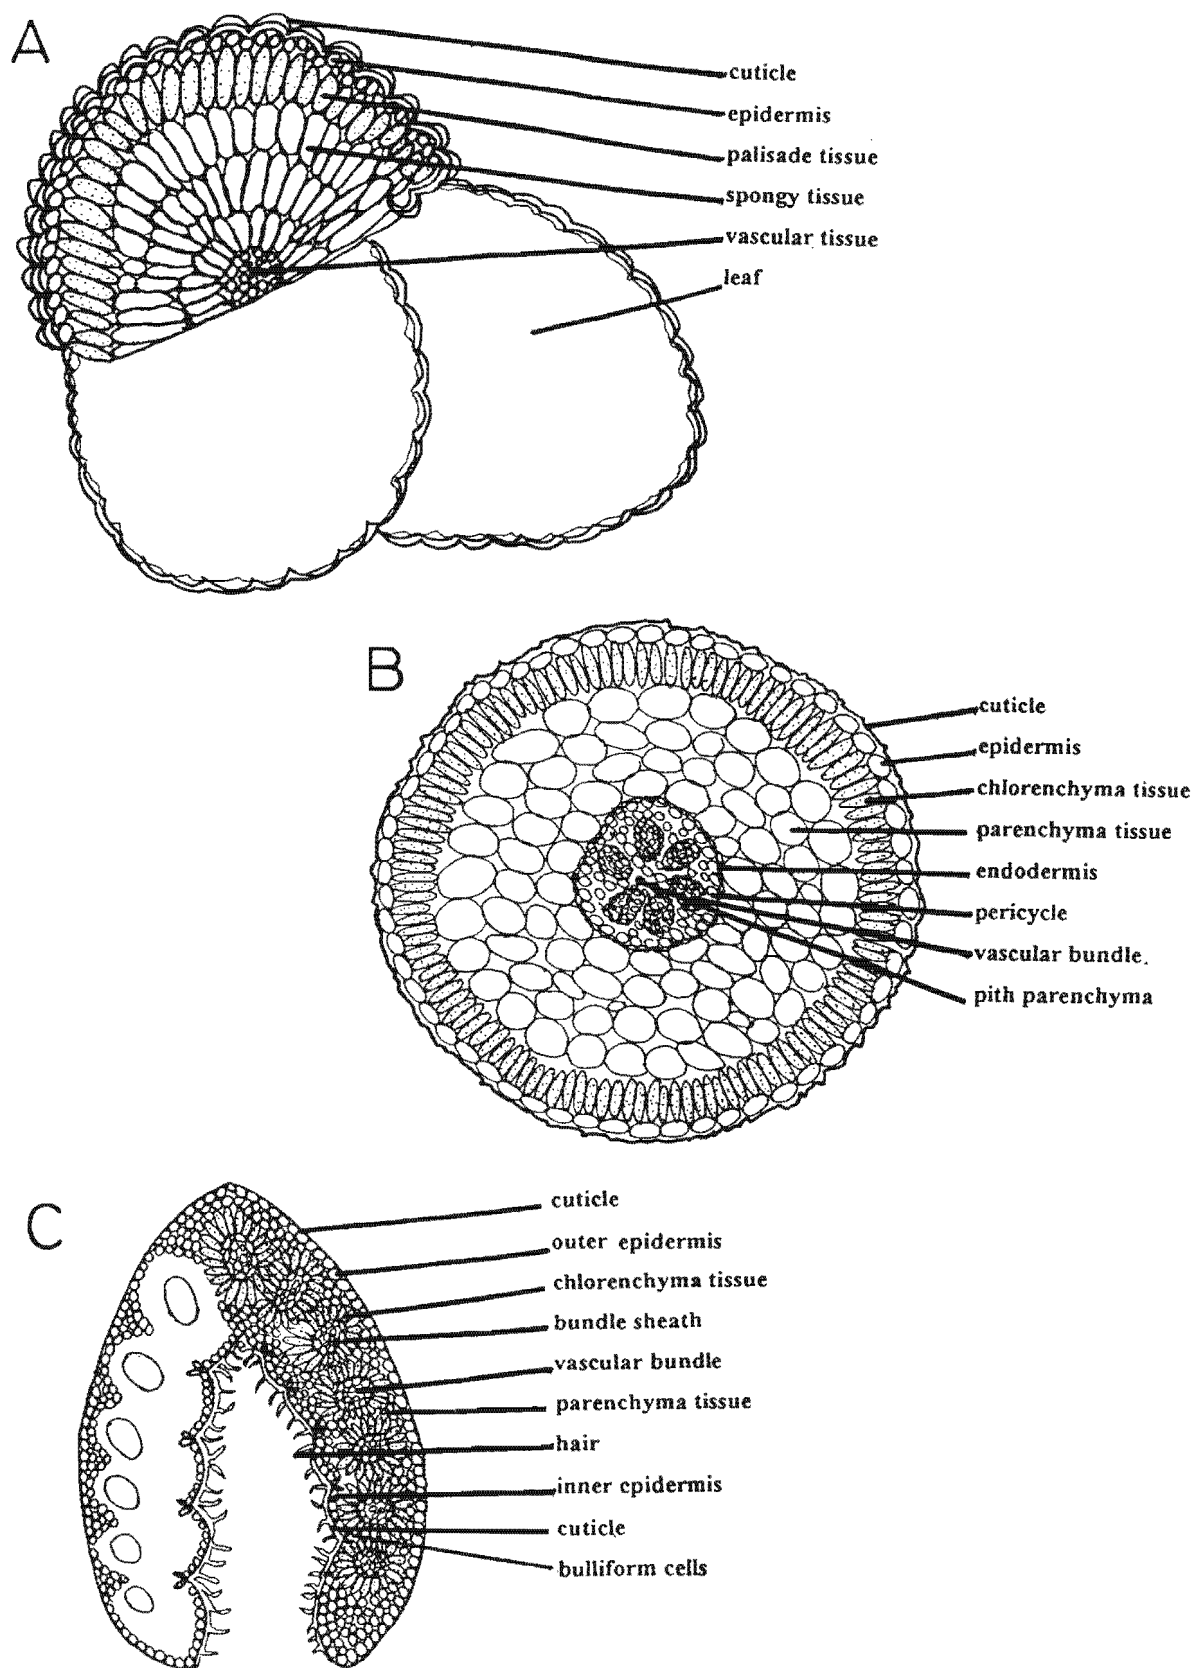 A
cuticle
epidermis
palisade tissue
spongy tissue
vascular tissue
leaf
B
cuticle
epidermis
chlorenchyma tissue
parenchyma tissue
endodermis
pericycle
vascular bundle.
pith parenchyma
C
cuticle
outer epidermis
chlorenchyma tissue
bundle sheath
vascular bundle
parenchyma tissue
hair
inner epidermis
cuticle
bulliform cells